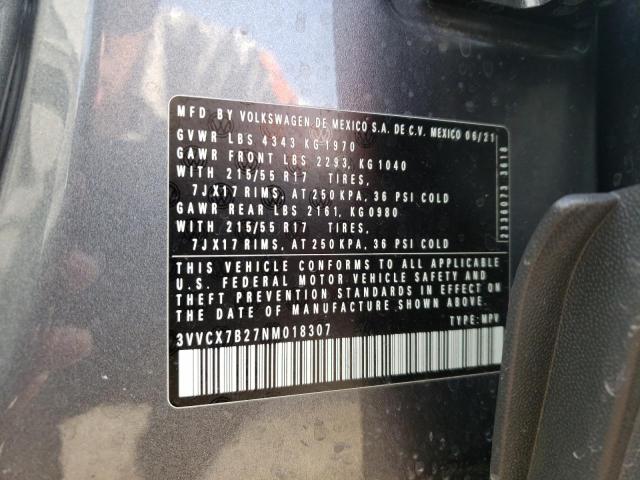 MFD BY VOLKSWAGEN DE MEXICO S.A. DE C.V. MEXICO 06/21
GVWR LBS 4343 KG 1970
GAWR FRONT LBS 2293, KG 1040
WITH 215/55 R17 TIRES,
7JX17 RIMS, AT 250 KPA, 36 PSI COLD
GAWR REAR LBS 2161, KG 0980
WITH 215/55 R17 TIRES,
7JX17 RIMS, AT 250 KPA, 36 PSI COLD
THIS VEHICLE CONFORMS TO ALL APPLICABLE
U.S. FEDERAL MOTOR VEHICLE SAFETY AND
THEFT PREVENTION STANDARDS IN EFFECT ON
THE DATE OF MANUFACTURE SHOWN ABOVE.
3VVCX7B27NM018307
TYPE: MPV